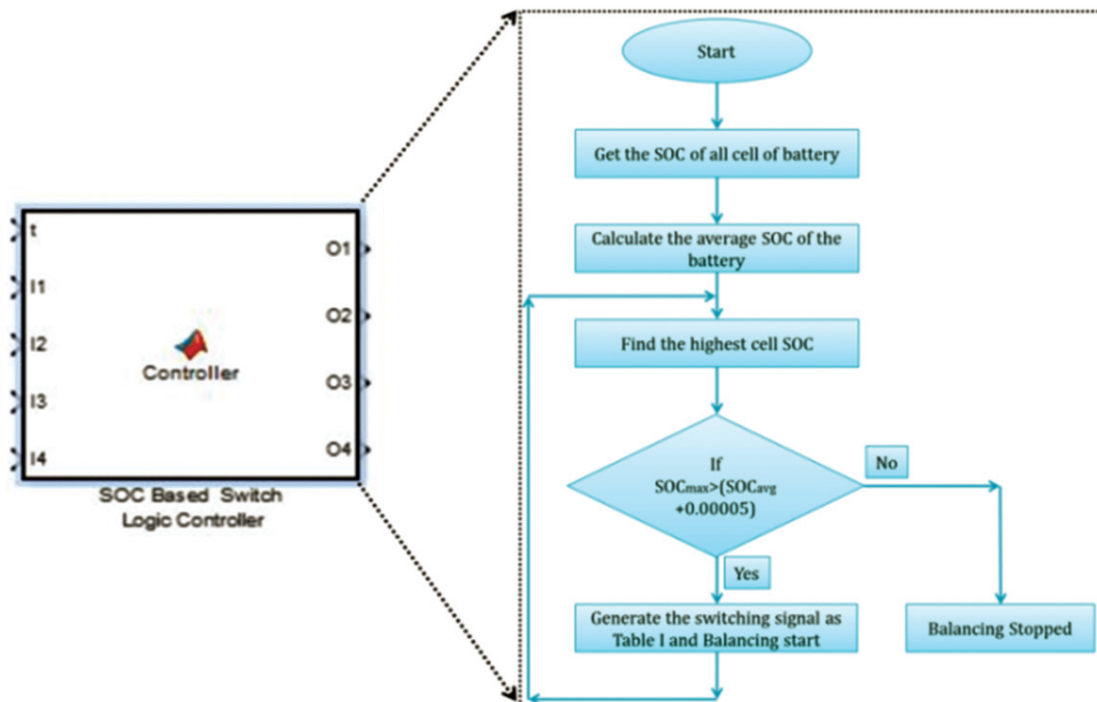 t
I1
I2
I3
I4
Controller
O1
O2
O3
O4
SOC Based Switch
Logic Controller
Start
Get the SOC of all cell of battery
Calculate the average SOC of the
battery
Find the highest cell SOC
If
SOCmax>(SOCavg
+0.00005)
No
Yes
Generate the switching signal as
Table I and Balancing start
Balancing Stopped